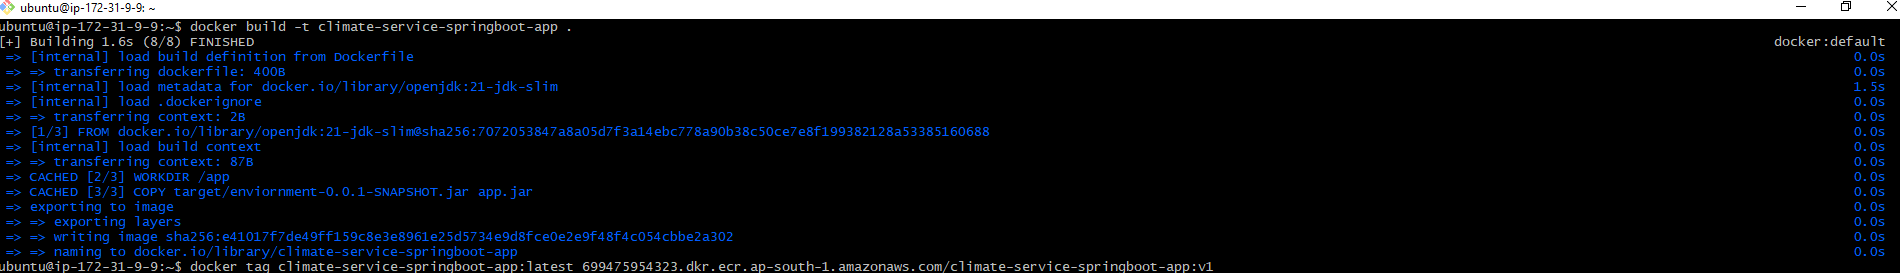 ubuntu@ip-172-31-9-9: ~
ubuntu@ip-172-31-9-9:~$ docker build -t climate-service-springboot-app .
[+] Building 1.6s (8/8) FINISHED docker:default
=> [internal] load build definition from Dockerfile 0.0s
=> => transferring dockerfile: 400B 0.0s
=> [internal] load metadata for docker.io/library/openjdk:21-jdk-slim 1.5s
=> [internal] load .dockerignore 0.0s
=> => transferring context: 2B 0.0s
=> [1/3] FROM docker.io/library/openjdk:21-jdk-slim@sha256:7072053847a8a05d7f3a14ebc778a90b38c50ce7e8f199382128a53385160688 0.0s
=> [internal] load build context 0.0s
=> => transferring context: 87B 0.0s
=> CACHED [2/3] WORKDIR /app 0.0s
=> CACHED [3/3] COPY target/enviornment-0.0.1-SNAPSHOT.jar app.jar 0.0s
=> exporting to image 0.0s
=> => exporting layers 0.0s
=> => writing image sha256:e41017f7de49ff159c8e3e8961e25d5734e9d8fce0e2e9f48f4c054cbbe2a302 0.0s
=> => naming to docker.io/library/climate-service-springboot-app 0.0s
ubuntu@ip-172-31-9-9:~$ docker tag climate-service-springboot-app:latest 699475954323.dkr.ecr.ap-south-1.amazonaws.com/climate-service-springboot-app:v1